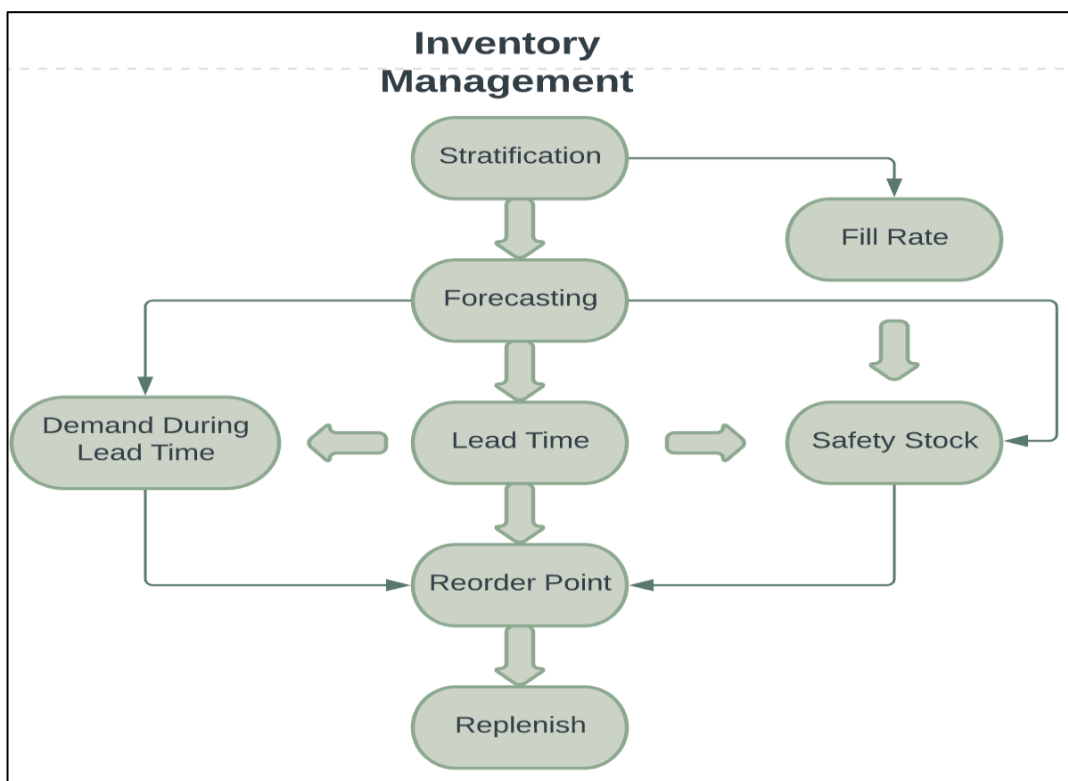 Inventory
Management
Stratification
Fill Rate
Forecasting
Demand During
Lead Time
Lead Time
Safety Stock
Reorder Point
Replenish